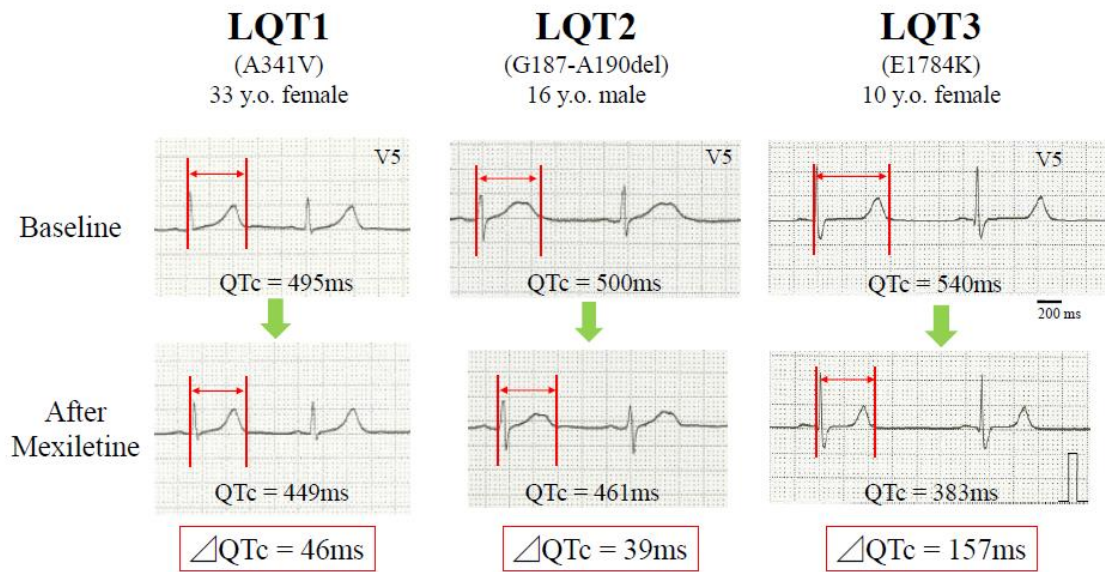 LQT1
(A341V)
33 y.o. female
LQT2
(G187-A190del)
16 y.o. male
LQT3
(E1784K)
10 y.o. female
Baseline
V5
QTc = 495ms
V5
QTc = 500ms
V5
QTc = 540ms
200 ms
After
Mexiletine
QTc = 449ms
QTc = 461ms
QTc = 383ms
⊿QTc = 46ms
⊿QTc = 39ms
⊿QTc = 157ms